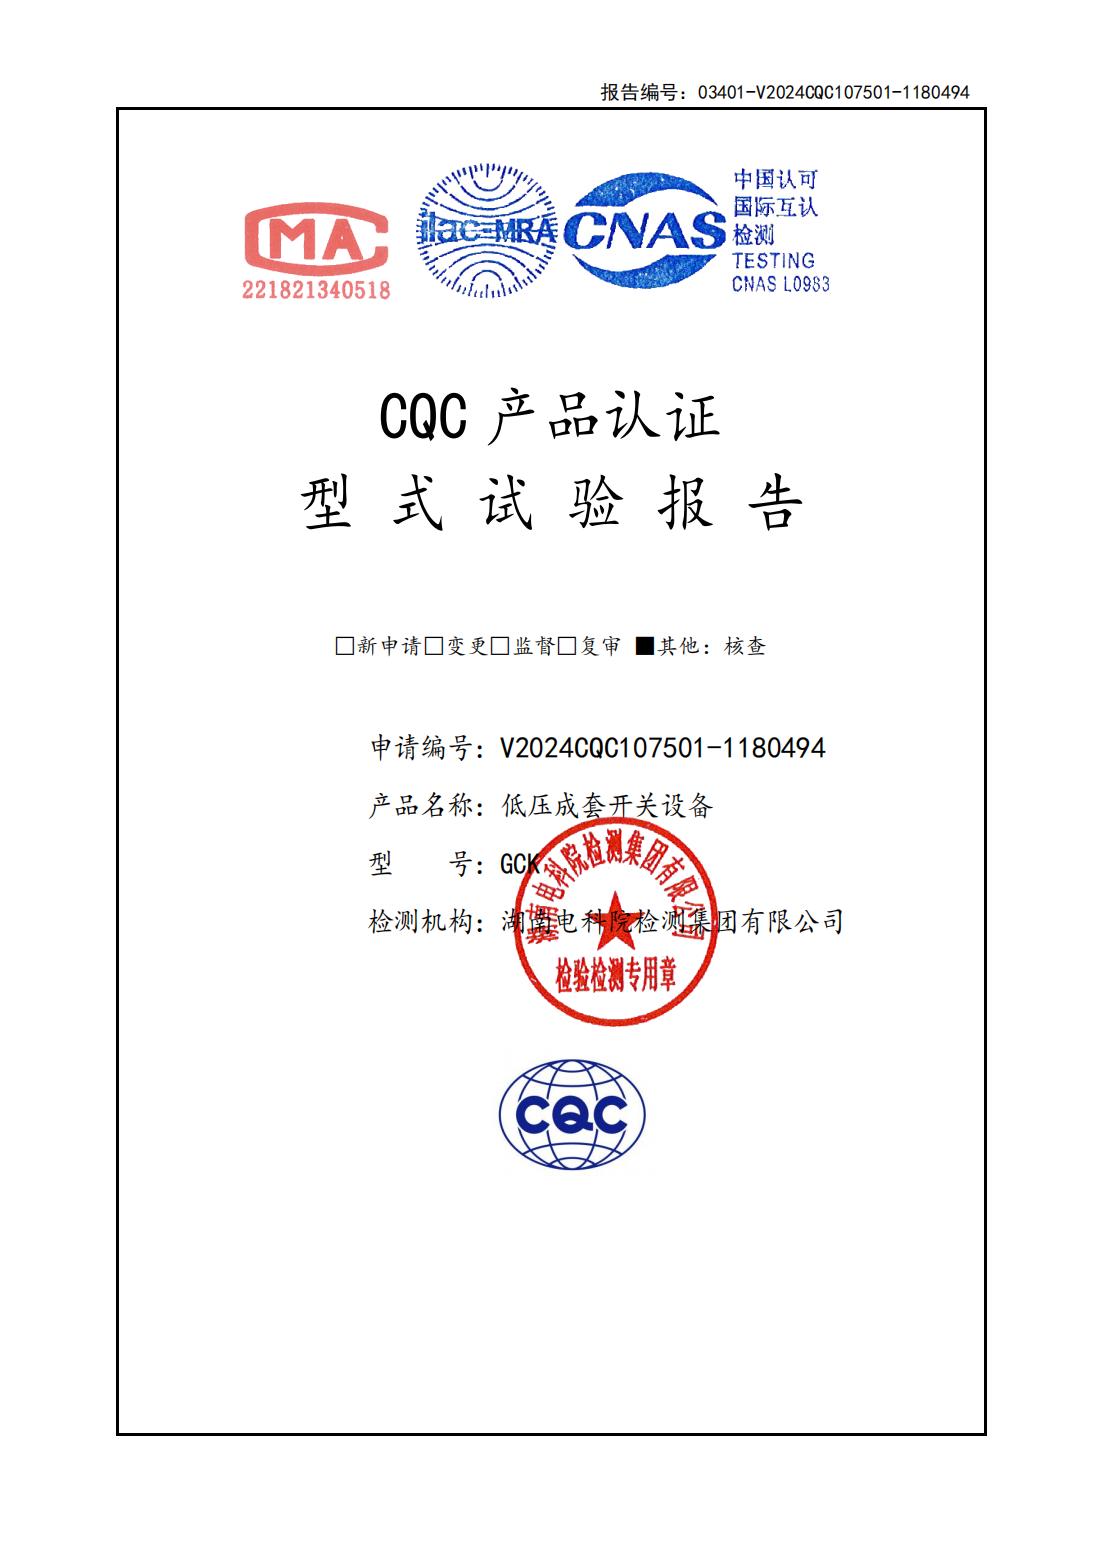 报告编号：03401-V2024CQC107501-1180494
MA
221821340518
ilac-MRA
CNAS
中国认可
国际互认
检测
TESTING
CNAS L0983
CQC 产品认证
型式试验报告
□新申请□变更□监督□复审 ■其他：核查
申请编号：V2024CQC107501-1180494
产品名称：低压成套开关设备
型 号：GCK
检测机构：湖南电科院检测集团有限公司
湖南电科院检测集团有限公司
检验检测专用章
CQC